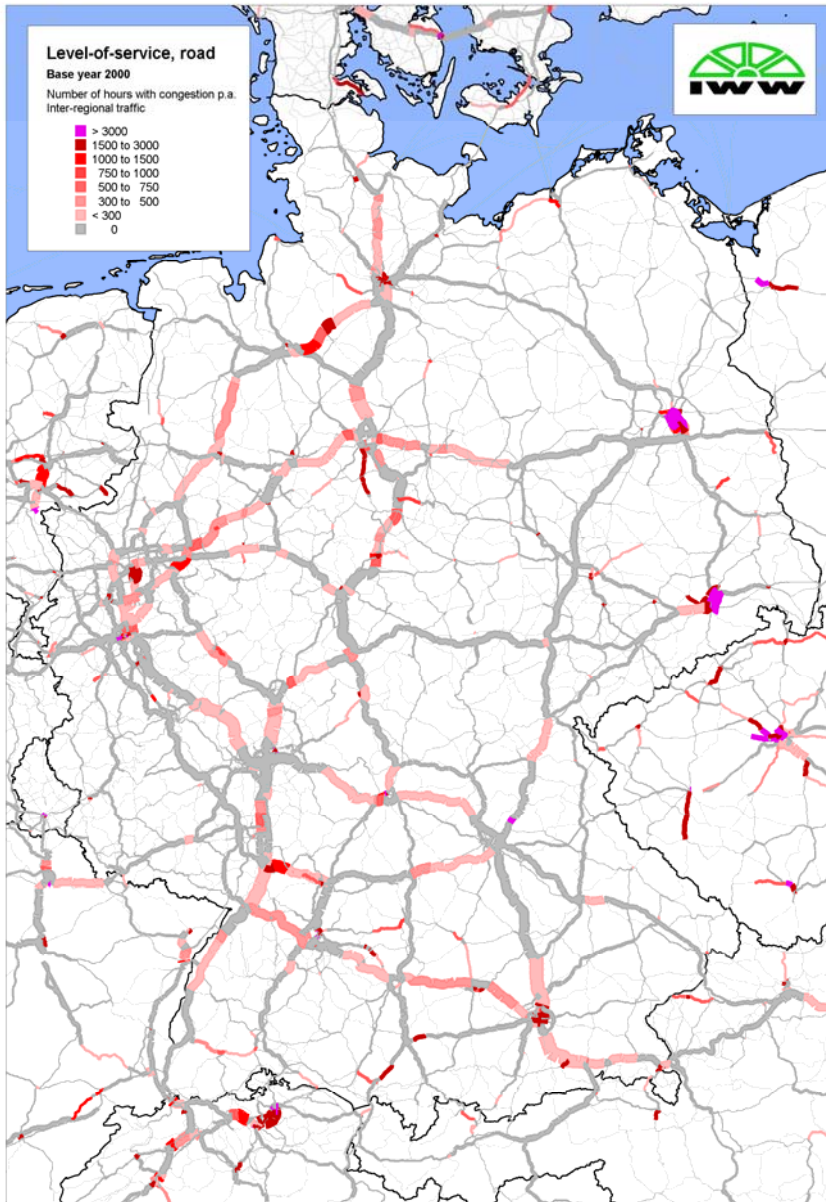 Level-of-service, road
Base year 2000
Number of hours with congestion p.a.
Inter-regional traffic
> 3000
1500 to 3000
1000 to 1500
750 to 1000
500 to 750
300 to 500
< 300
0
IWW